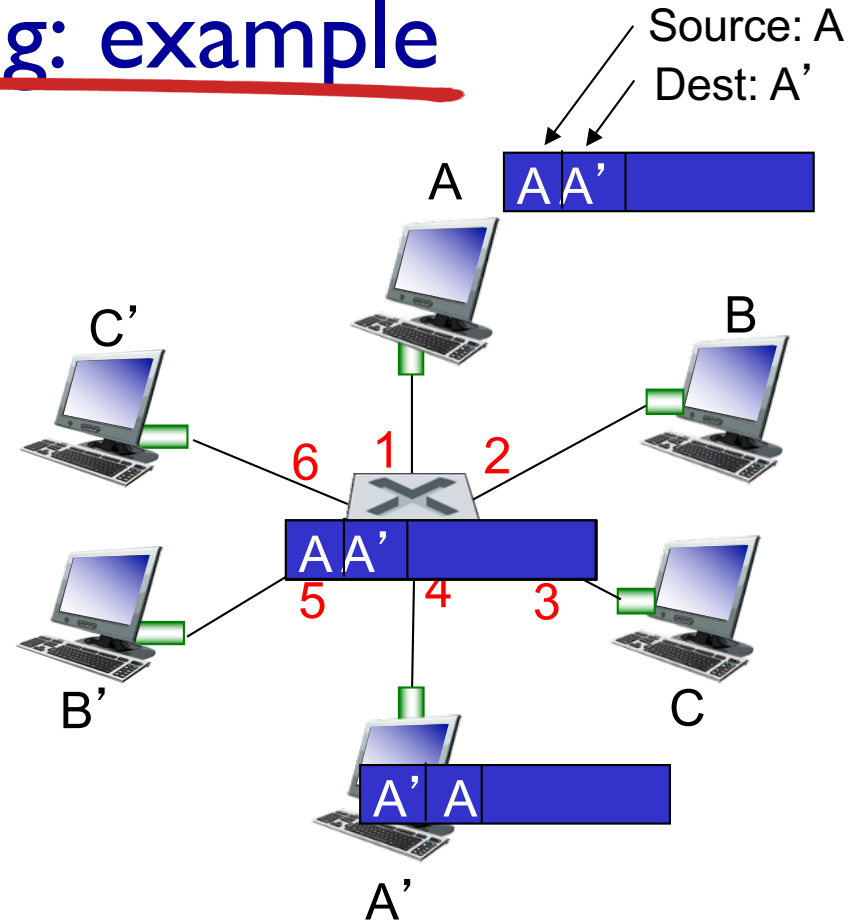 g: example
Source: A
Dest: A’
A
A A’
C’
B
6
1
2
A A’
5
4
3
B’
C
A’ A
A’